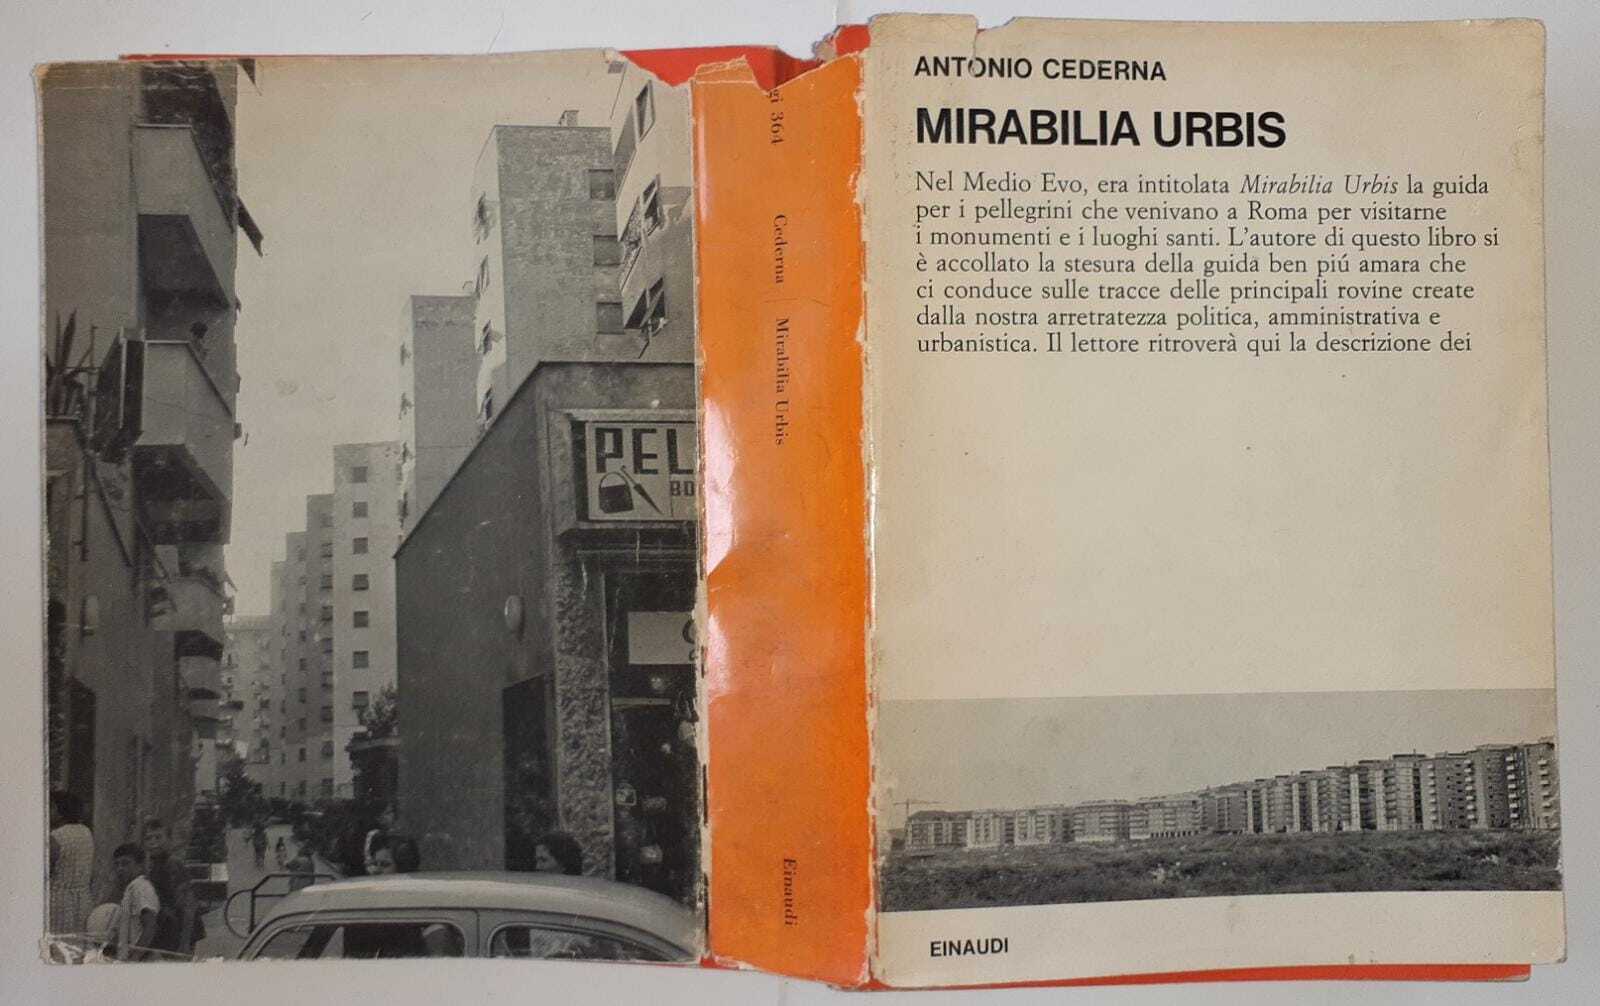 ANTONIO CEDERNA
MIRABILIA URBIS
Nel Medio Evo, era intitolata Mirabilia Urbis la guida
per i pellegrini che venivano a Roma per visitarne
i monumenti e i luoghi santi. L'autore di questo libro si
è accollato la stesura della guida ben piú amara che
ci conduce sulle tracce delle principali rovine create
dalla nostra arretratezza politica, amministrativa e
urbanistica. Il lettore ritroverà qui la descrizione dei
EINAUDI
gi 364
Cederna | Mirabilia Urbis
Einaudi
PEL
BO